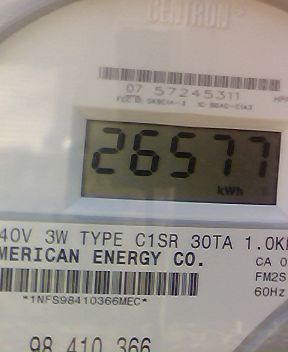 CENTRON®
07 57245311
26577
kWh
40V 3W TYPE C1SR 30TA 1.0K
MERICAN ENERGY CO.
CA 0
FM2S
60Hz
*1NFS98410366MEC*
98 410 366